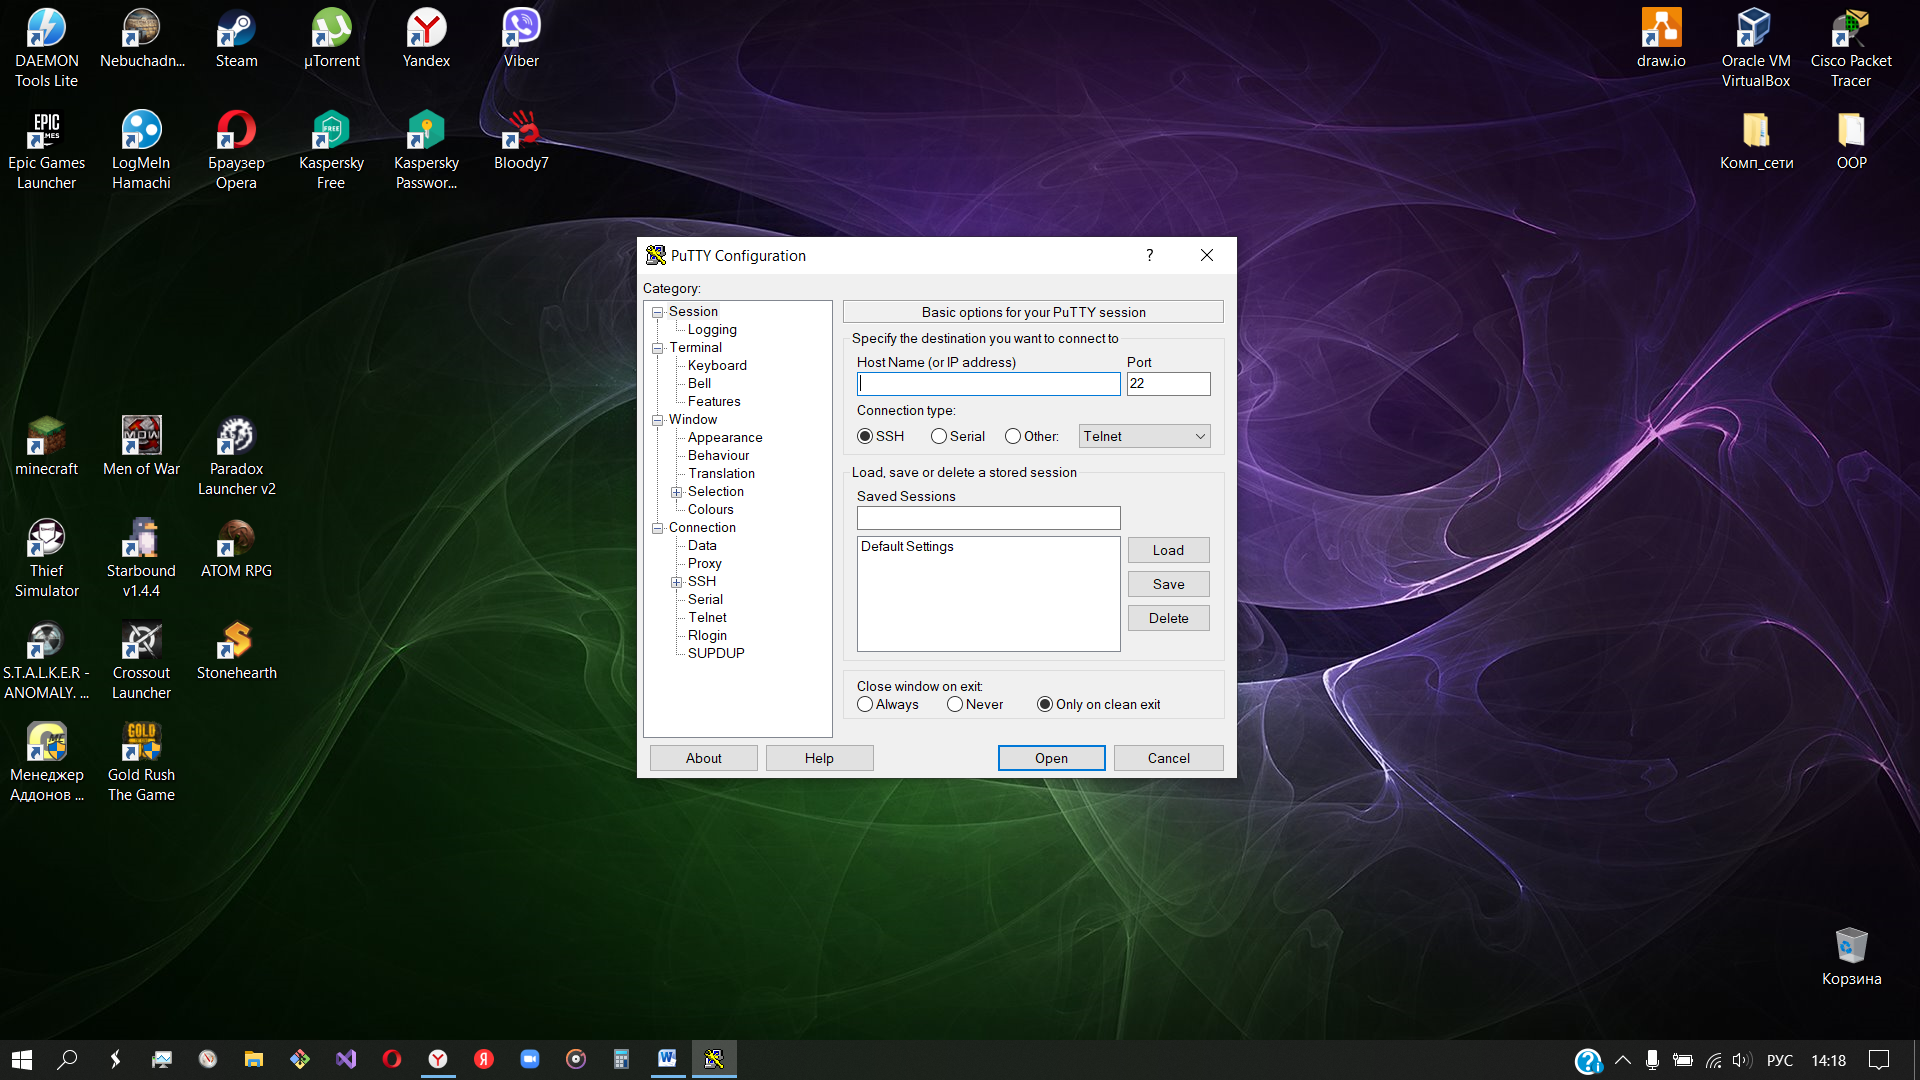 DAEMON
Tools Lite
Nebuchadn...
Steam
µTorrent
Yandex
Viber
draw.io
Oracle VM
VirtualBox
Cisco Packet
Tracer
EPIC
GAMES
Epic Games
Launcher
LogMeIn
Hamachi
Браузер
Opera
FREE
Kaspersky
Free
Kaspersky
Passwor...
Bloody7
Комп_сети
OOP
minecraft
MOW
Men of War
Paradox
Launcher v2
Thief
Simulator
Starbound
v1.4.4
ATOM RPG
S.T.A.L.K.E.R -
ANOMALY. ...
Crossout
Launcher
Stonehearth
Менеджер
Аддонов ...
GOLD
Gold Rush
The Game
PuTTY Configuration
?
Category:
Session
Logging
Terminal
Keyboard
Bell
Features
Window
Appearance
Behaviour
Translation
Selection
Colours
Connection
Data
Proxy
SSH
Serial
Telnet
Rlogin
SUPDUP
Basic options for your PuTTY session
Specify the destination you want to connect to
Host Name (or IP address)
Port
22
Connection type:
SSH
Serial
Other:
Telnet
Load, save or delete a stored session
Saved Sessions
Default Settings
Load
Save
Delete
Close window on exit:
Always
Never
Only on clean exit
About
Help
Open
Cancel
Корзина
РУС
14:18